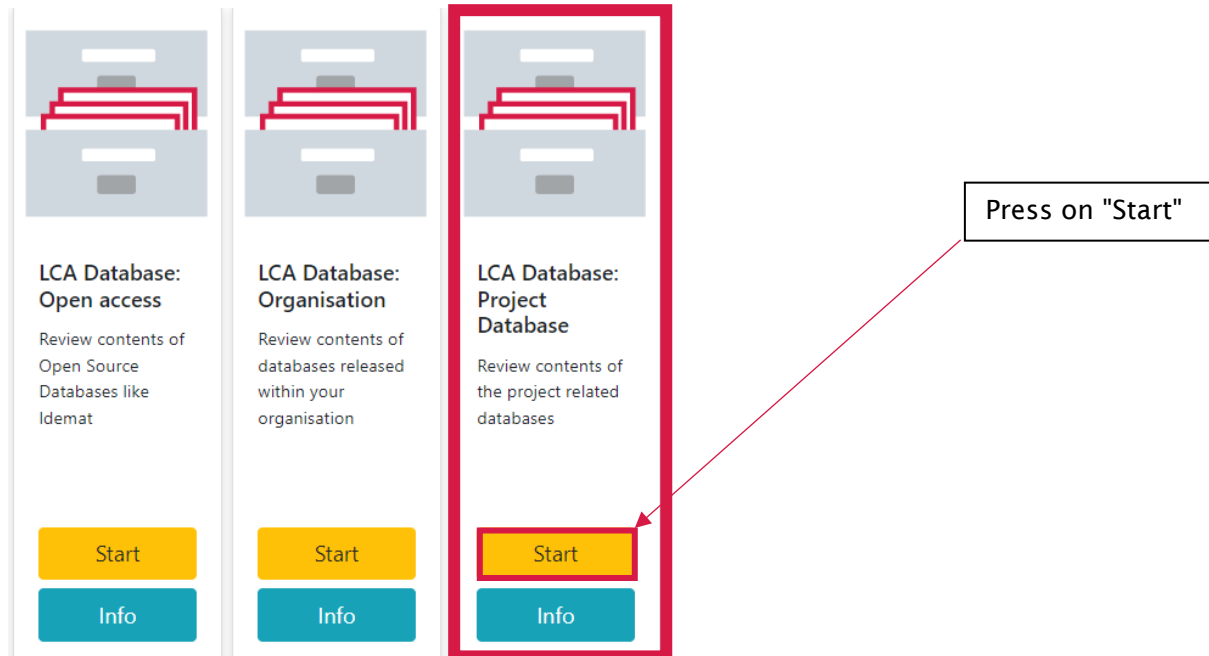 LCA Database:
Open access
Review contents of
Open Source
Databases like
Idemat
Start
Info
LCA Database:
Organisation
Review contents of
databases released
within your
organisation
Start
Info
LCA Database:
Project
Database
Review contents of
the project related
databases
Start
Info
Press on "Start"